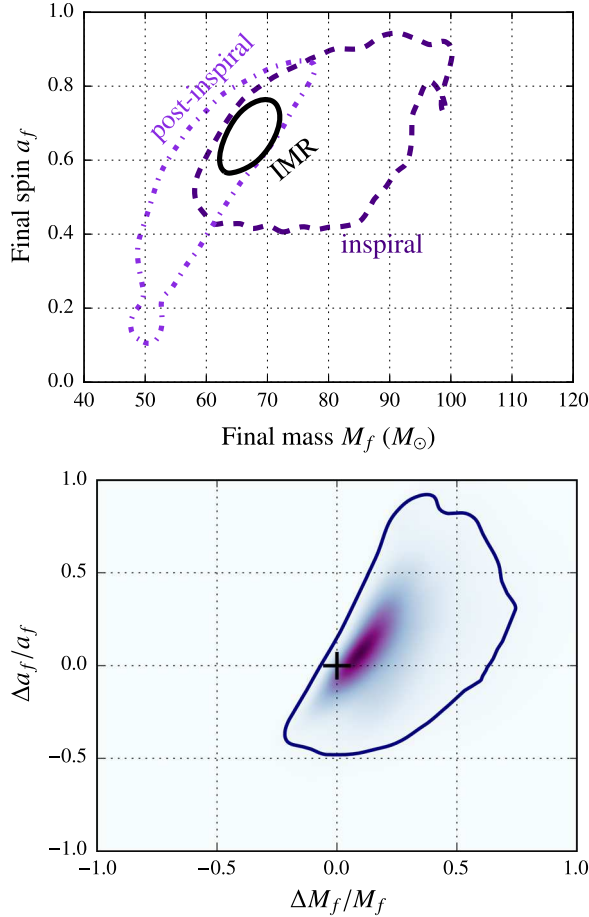 1.0
0.8
0.6
0.4
0.2
0.0
Final spin a_f
post-inspiral
IMR
inspiral
40 50 60 70 80 90 100 110 120
Final mass M_f (M_⊙)
1.0
0.5
0.0
−0.5
−1.0
Δa_f/a_f
−1.0 −0.5 0.0 0.5 1.0
ΔM_f/M_f